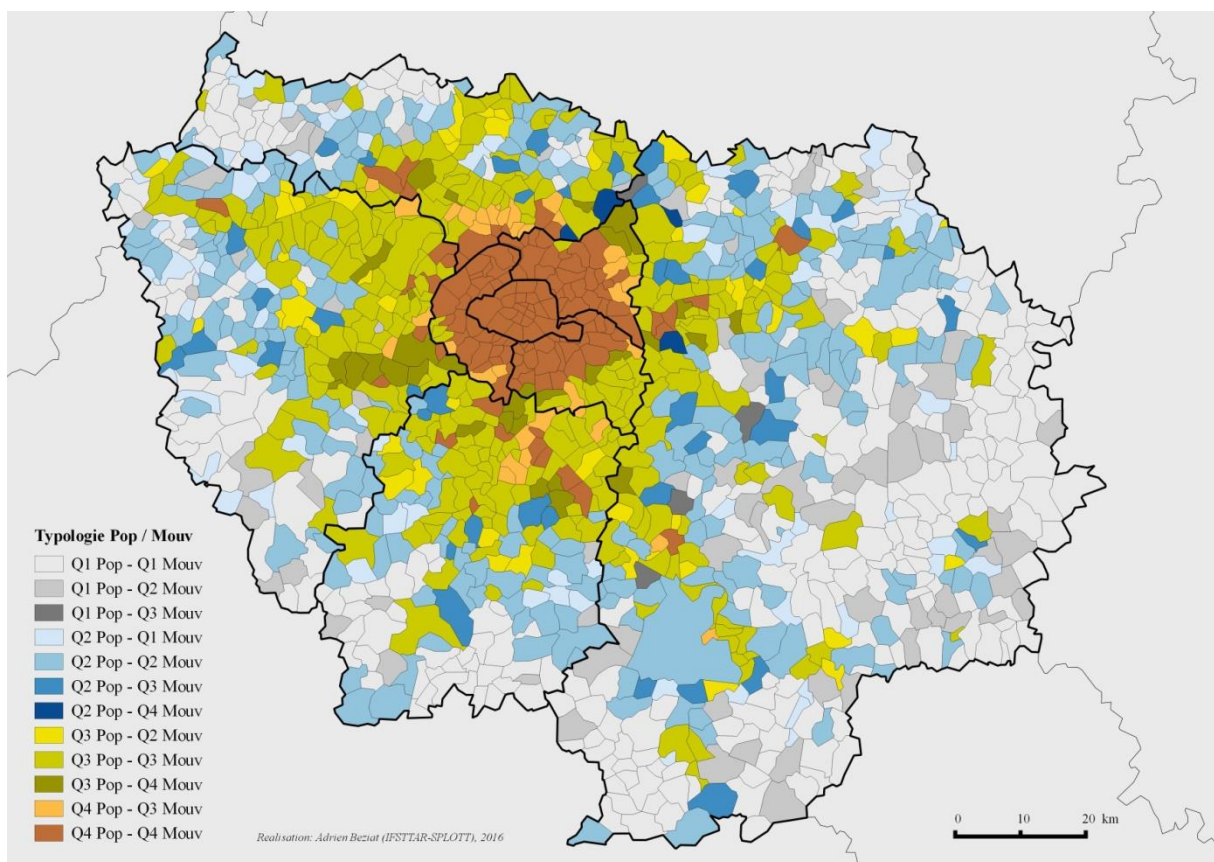 Typologie Pop / Mouv
Q1 Pop - Q1 Mouv
Q1 Pop - Q2 Mouv
Q1 Pop - Q3 Mouv
Q2 Pop - Q1 Mouv
Q2 Pop - Q2 Mouv
Q2 Pop - Q3 Mouv
Q2 Pop - Q4 Mouv
Q3 Pop - Q2 Mouv
Q3 Pop - Q3 Mouv
Q3 Pop - Q4 Mouv
Q4 Pop - Q3 Mouv
Q4 Pop - Q4 Mouv
Realisation: Adrien Beziat (IFSTTAR-SPLOTT), 2016
0 10 20 km